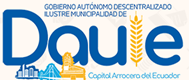 GOBIERNO AUTÓNOMO DESCENTRALIZADO
ILUSTRE MUNICIPALIDAD DE
Daule
Capital Arrocera del Ecuador